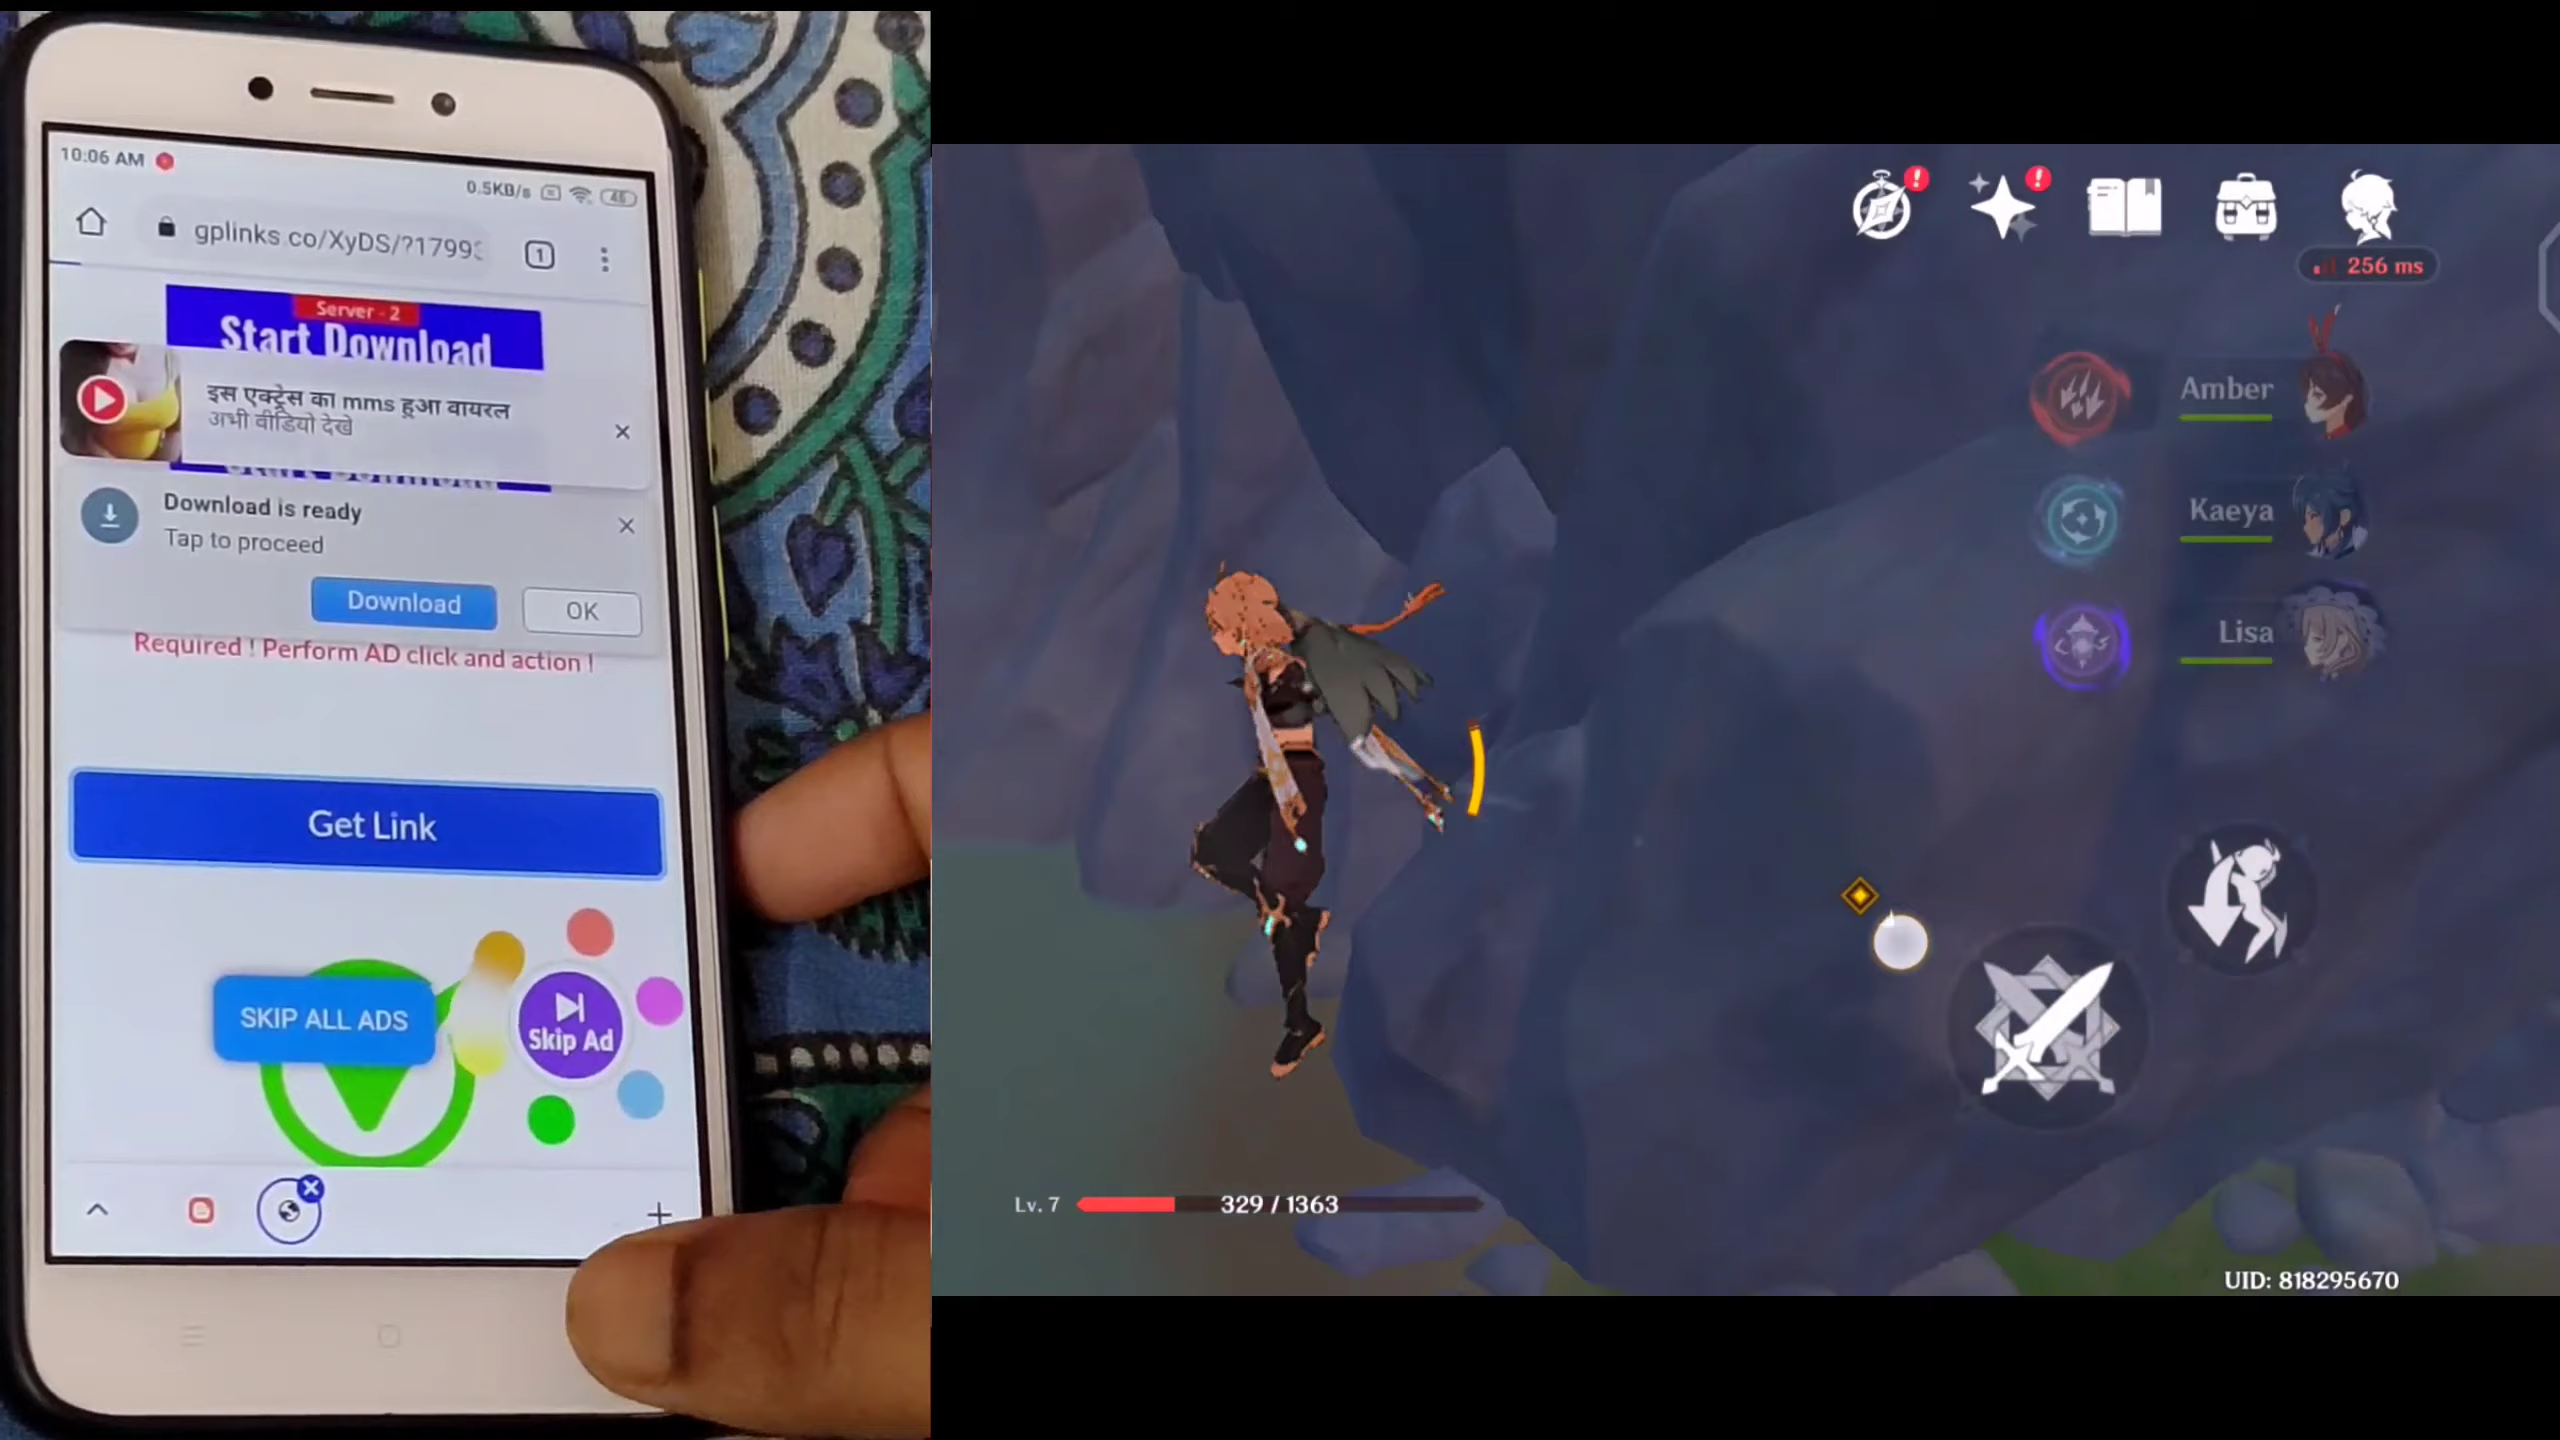 10:06 AM
0.5KB/s
46
gplinks.co/XyDS/?1799
1
Server - 2
Start Download
इस एक्ट्रेस का mms हुआ वायरल
अभी वीडियो देखे
Download is ready
Tap to proceed
Download
OK
Required ! Perform AD click and action !
Get Link
SKIP ALL ADS
Skip Ad
256 ms
Amber
Kaeya
Lisa
Lv. 7
329 / 1363
UID: 818295670